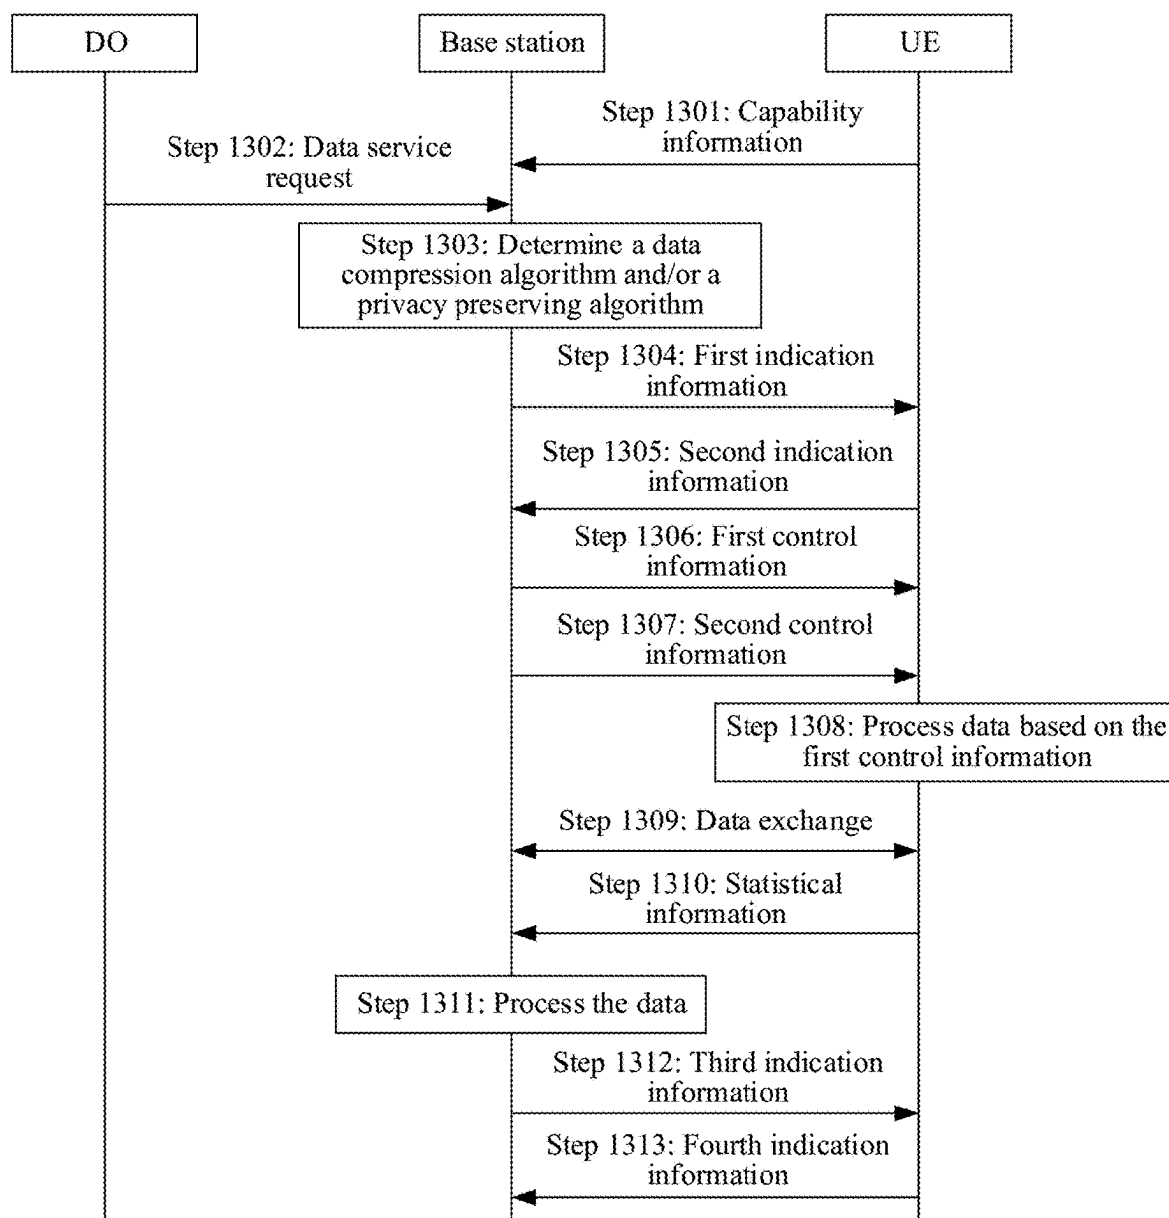 DO
Base station
UE
Step 1301: Capability
information
Step 1302: Data service
request
Step 1303: Determine a data
compression algorithm and/or a
privacy preserving algorithm
Step 1304: First indication
information
Step 1305: Second indication
information
Step 1306: First control
information
Step 1307: Second control
information
Step 1308: Process data based on the
first control information
Step 1309: Data exchange
Step 1310: Statistical
information
Step 1311: Process the data
Step 1312: Third indication
information
Step 1313: Fourth indication
information